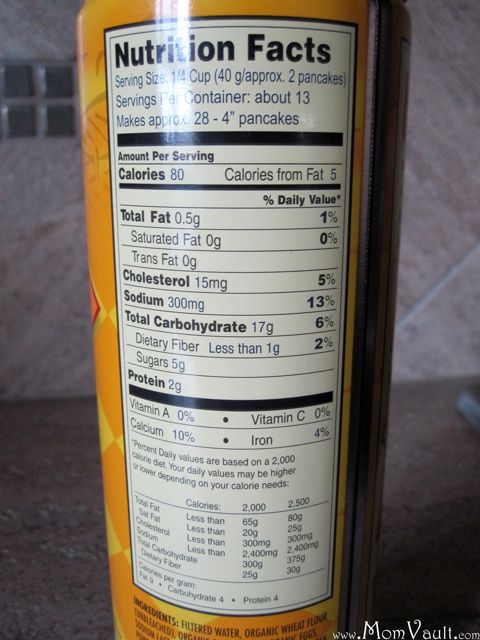 Nutrition Facts
Serving Size 1/4 Cup (40 g/approx. 2 pancakes)
Servings Per Container: about 13
Makes approx. 28 - 4" pancakes
Amount Per Serving
Calories 80 Calories from Fat 5
% Daily Value*
Total Fat 0.5g 1%
Saturated Fat 0g 0%
Trans Fat 0g
Cholesterol 15mg 5%
Sodium 300mg 13%
Total Carbohydrate 17g 6%
Dietary Fiber Less than 1g 2%
Sugars 5g
Protein 2g
Vitamin A 0% • Vitamin C 0%
Calcium 10% • Iron 4%
*Percent Daily values are based on a 2,000
calorie diet. Your daily values may be higher
or lower depending on your calorie needs:
Calories: 2,000 2,500
Total Fat Less than 65g 80g
Sat Fat Less than 20g 25g
Cholesterol Less than 300mg 300mg
Sodium Less than 2,400mg 2,400mg
Total Carbohydrate 300g 375g
Dietary Fiber 25g 30g
Calories per gram:
Fat 9 • Carbohydrate 4 • Protein 4
INGREDIENTS: FILTERED WATER, ORGANIC WHEAT FLOUR
(UNBLEACHED), ORGANIC
www.MomVault.com